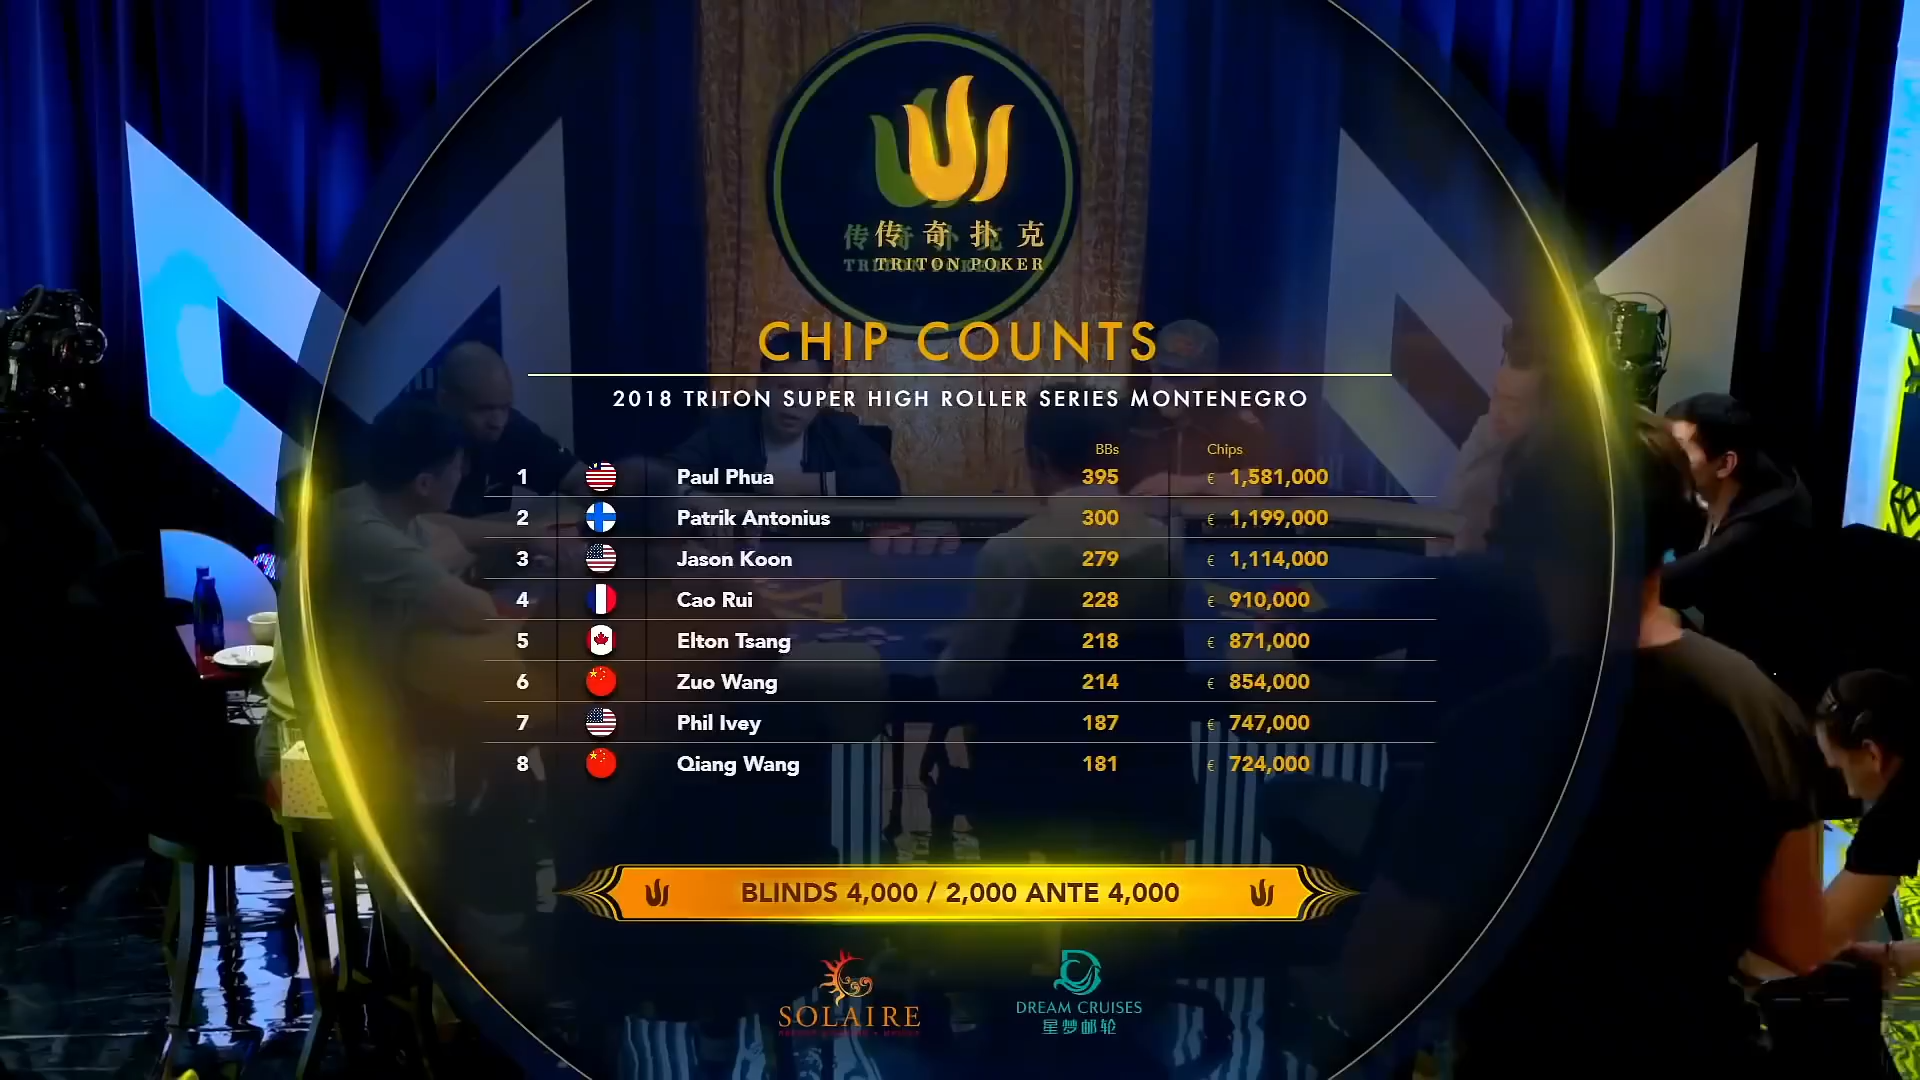 传奇扑克
TRITON POKER
CHIP COUNTS
2018 TRITON SUPER HIGH ROLLER SERIES MONTENEGRO
BBs Chips
1 Paul Phua 395 € 1,581,000
2 Patrik Antonius 300 € 1,199,000
3 Jason Koon 279 € 1,114,000
4 Cao Rui 228 € 910,000
5 Elton Tsang 218 € 871,000
6 Zuo Wang 214 € 854,000
7 Phil Ivey 187 € 747,000
8 Qiang Wang 181 € 724,000
BLINDS 4,000 / 2,000 ANTE 4,000
SOLAIRE
DREAM CRUISES
星梦邮轮